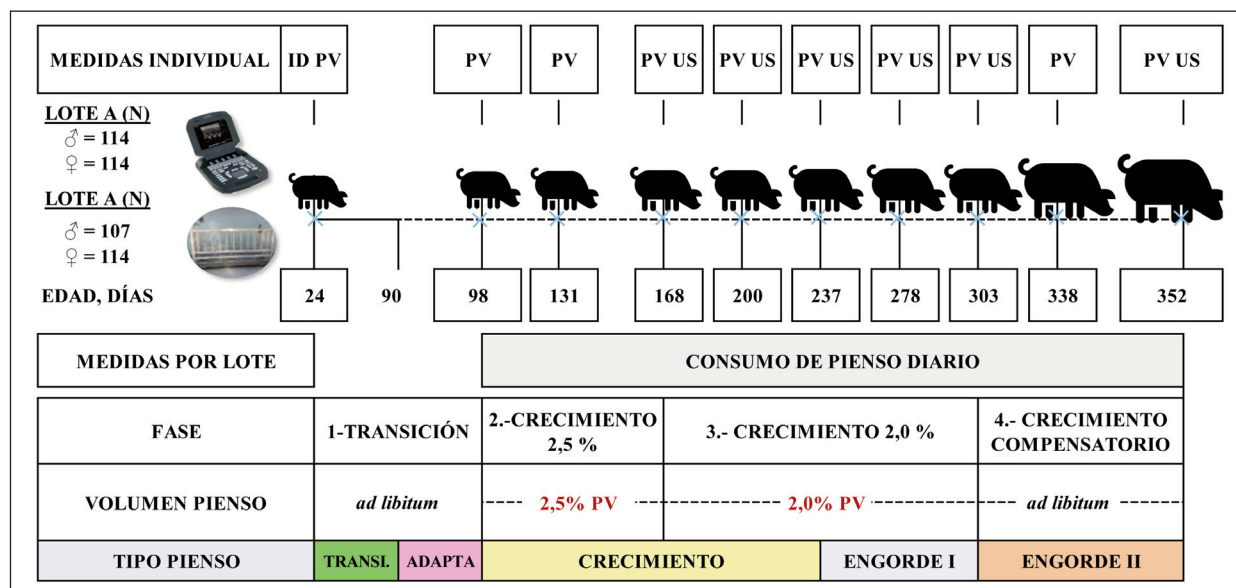 MEDIDAS INDIVIDUAL
ID PV
PV
PV
PV US
PV US
PV US
PV US
PV US
PV
PV US
LOTE A (N)
♂ = 114
♀ = 114
LOTE A (N)
♂ = 107
♀ = 114
EDAD, DÍAS
24
90
98
131
168
200
237
278
303
338
352
MEDIDAS POR LOTE
CONSUMO DE PIENSO DIARIO
FASE
1-TRANSICIÓN
2.-CRECIMIENTO
2,5 %
3.- CRECIMIENTO 2,0 %
4.- CRECIMIENTO
COMPENSATORIO
VOLUMEN PIENSO
ad libitum
2,5% PV
2,0% PV
ad libitum
TIPO PIENSO
TRANSI.
ADAPTA
CRECIMIENTO
ENGORDE I
ENGORDE II